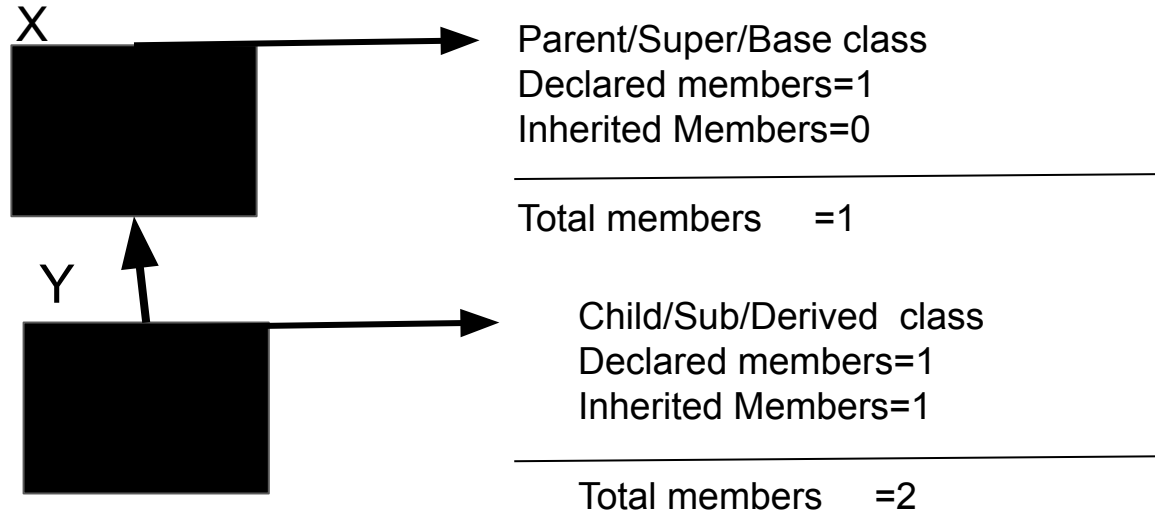 X
Parent/Super/Base class
Declared members=1
Inherited Members=0
Total members =1
Y
Child/Sub/Derived class
Declared members=1
Inherited Members=1
Total members =2